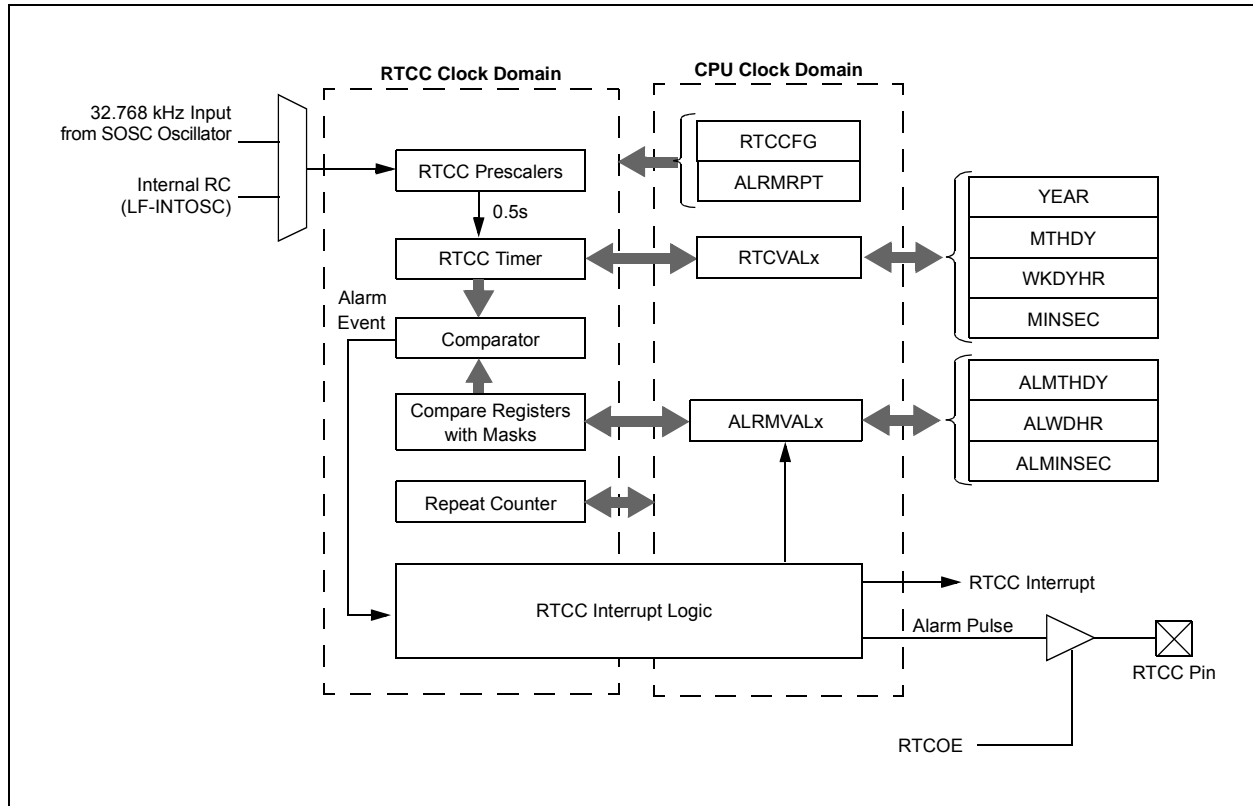 RTCC Clock Domain
CPU Clock Domain
32.768 kHz Input
from SOSC Oscillator
Internal RC
(LF-INTOSC)
RTCC Prescalers
0.5s
RTCC Timer
Alarm
Event
Comparator
Compare Registers
with Masks
Repeat Counter
RTCC Interrupt Logic
RTCCFG
ALRMRPT
RTCVALx
ALRMVALx
YEAR
MTHDY
WKDYHR
MINSEC
ALMTHDY
ALWDHR
ALMINSEC
RTCC Interrupt
Alarm Pulse
RTCC Pin
RTCOE